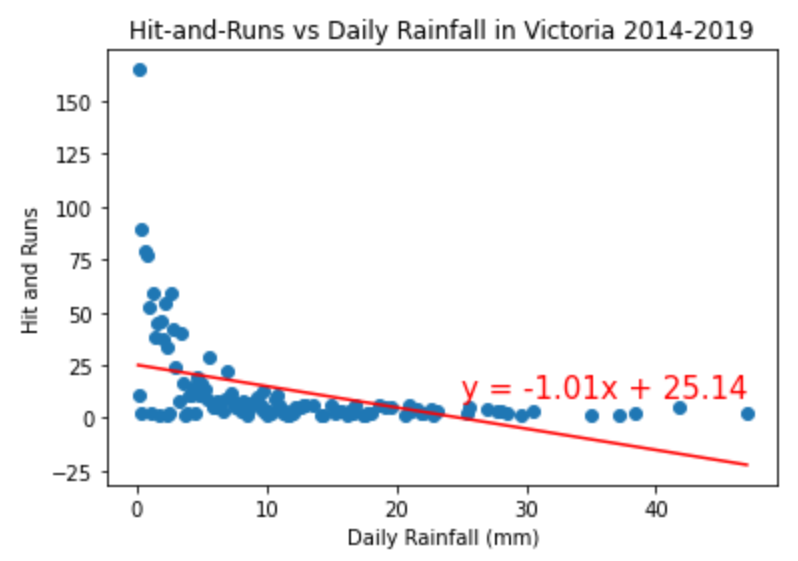 Hit-and-Runs vs Daily Rainfall in Victoria 2014-2019
150
125
100
75
50
25
0
−25
Hit and Runs
y = -1.01x + 25.14
0 10 20 30 40
Daily Rainfall (mm)